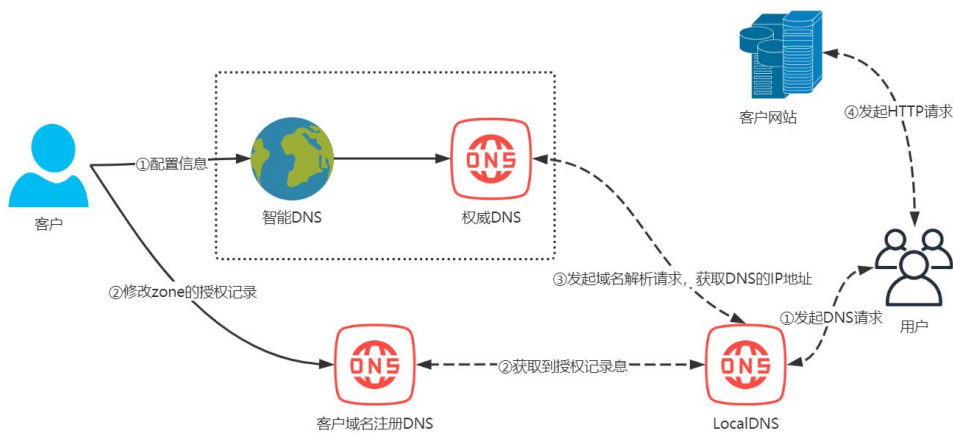 客户网站
④发起HTTP请求
DNS
①配置信息
客户
智能DNS
权威DNS
③发起域名解析请求，获取DNS的IP地址
②修改zone的授权记录
①发起DNS请求
用户
DNS
②获取到授权记录息
DNS
客户域名注册DNS
LocalDNS